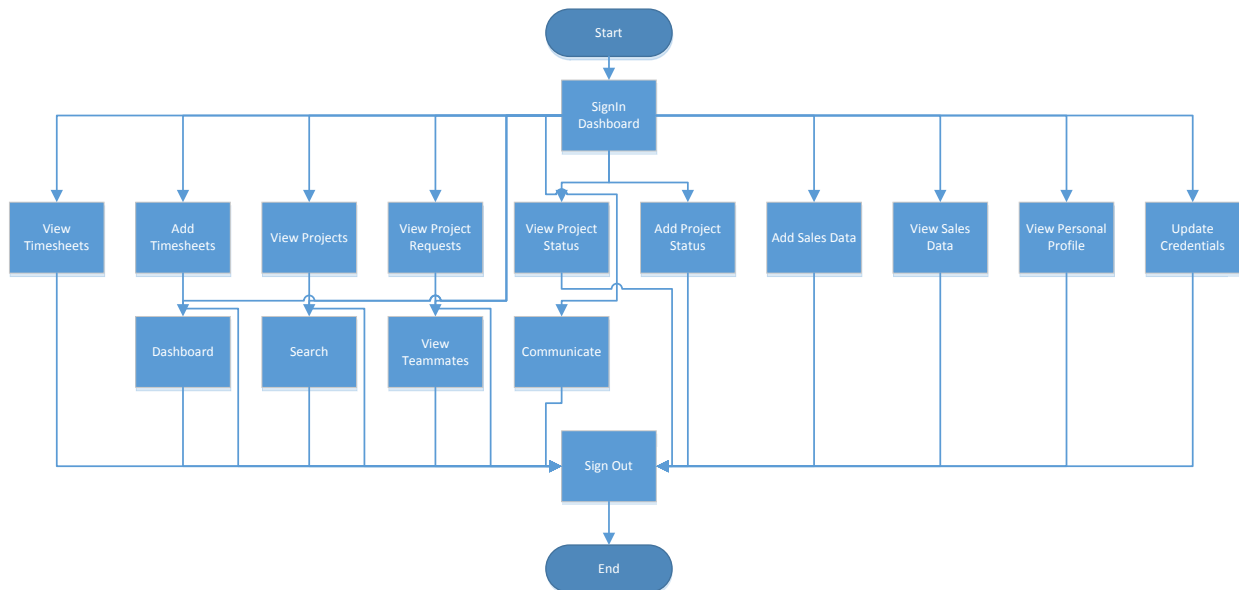 Start
SignIn
Dashboard
View
Timesheets
Add
Timesheets
View Projects
View Project
Requests
View Project
Status
Add Project
Status
Add Sales Data
View Sales
Data
View Personal
Profile
Update
Credentials
Dashboard
Search
View
Teammates
Communicate
Sign Out
End